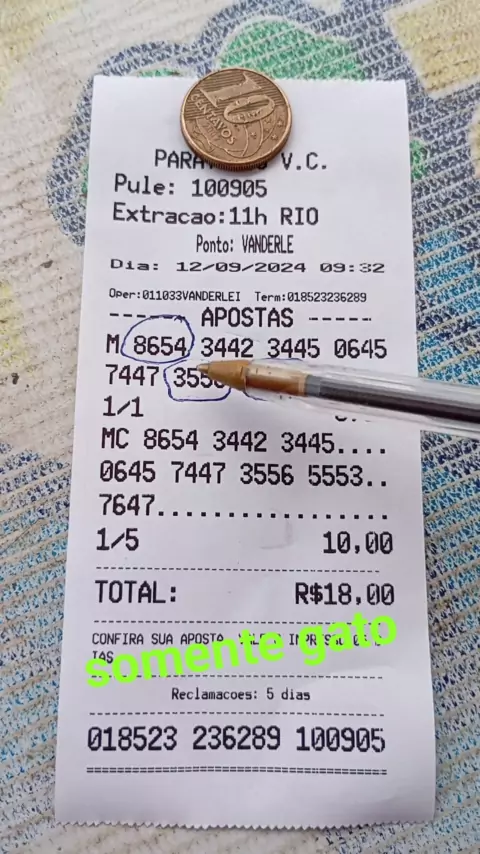 10
CENTAVOS
V.C.
Pule: 100905
Extracao:11h RIO
Ponto: VANDERLE
Dia: 12/09/2024 09:32
Oper:011033VANDERLEI Term:018523236289
------ APOSTAS ------
M 8654 3442 3445 0645
7447
1/1
MC 8654 3442 3445....
0645 7447 3556 5553..
7647.................
1/5 10,00
TOTAL: R$18,00
CONFIRA SUA APOSTA
somente gato
Reclamacoes: 5 dias
018523 236289 100905